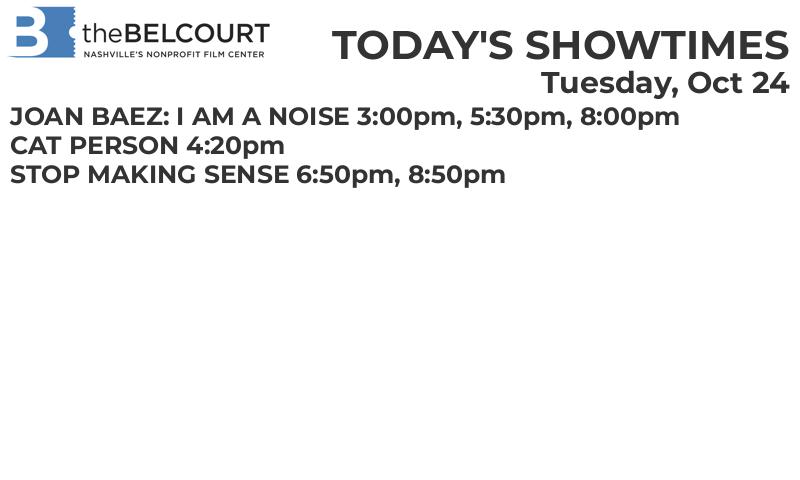 B theBELCOURT
NASHVILLE'S NONPROFIT FILM CENTER
TODAY'S SHOWTIMES
Tuesday, Oct 24
JOAN BAEZ: I AM A NOISE 3:00pm, 5:30pm, 8:00pm
CAT PERSON 4:20pm
STOP MAKING SENSE 6:50pm, 8:50pm